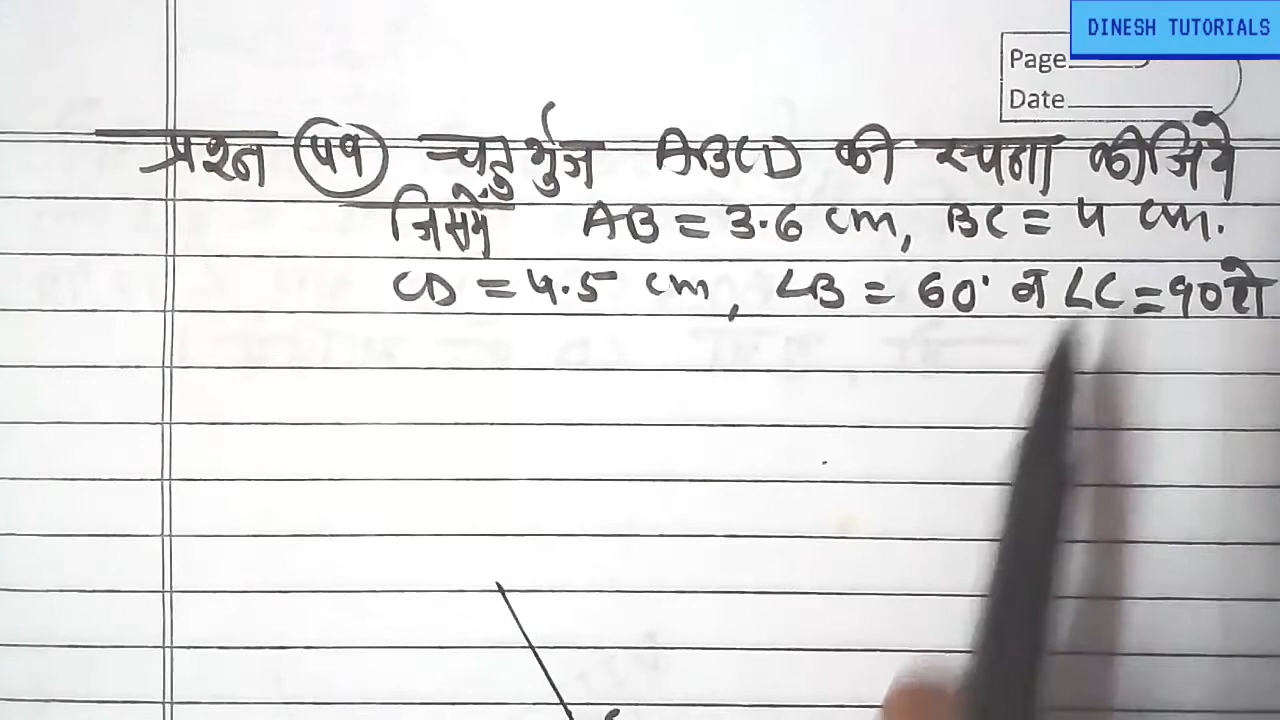 DINESH TUTORIALS
Page
Date
प्रश्न ५१ चतुर्भुज ABCD की रचना कीजिये
जिसमें AB = 3.6 cm, BC = 4 cm.
CD = 4.5 cm, ∠B = 60° व ∠C = 90 हो